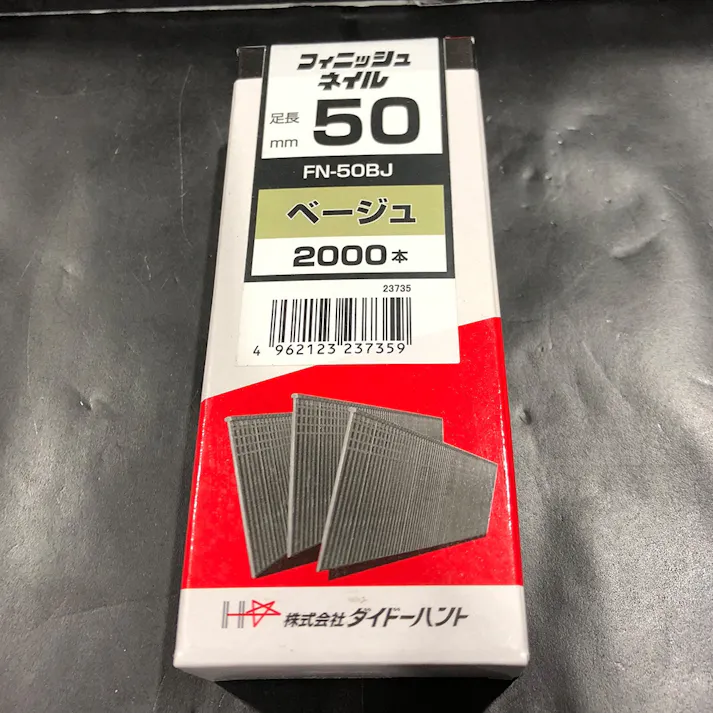 フィニッシュ
ネイル
足長
mm
50
FN-50BJ
ベージュ
2000本
23735
4 962123 237359
株式会社 ダイドーハント